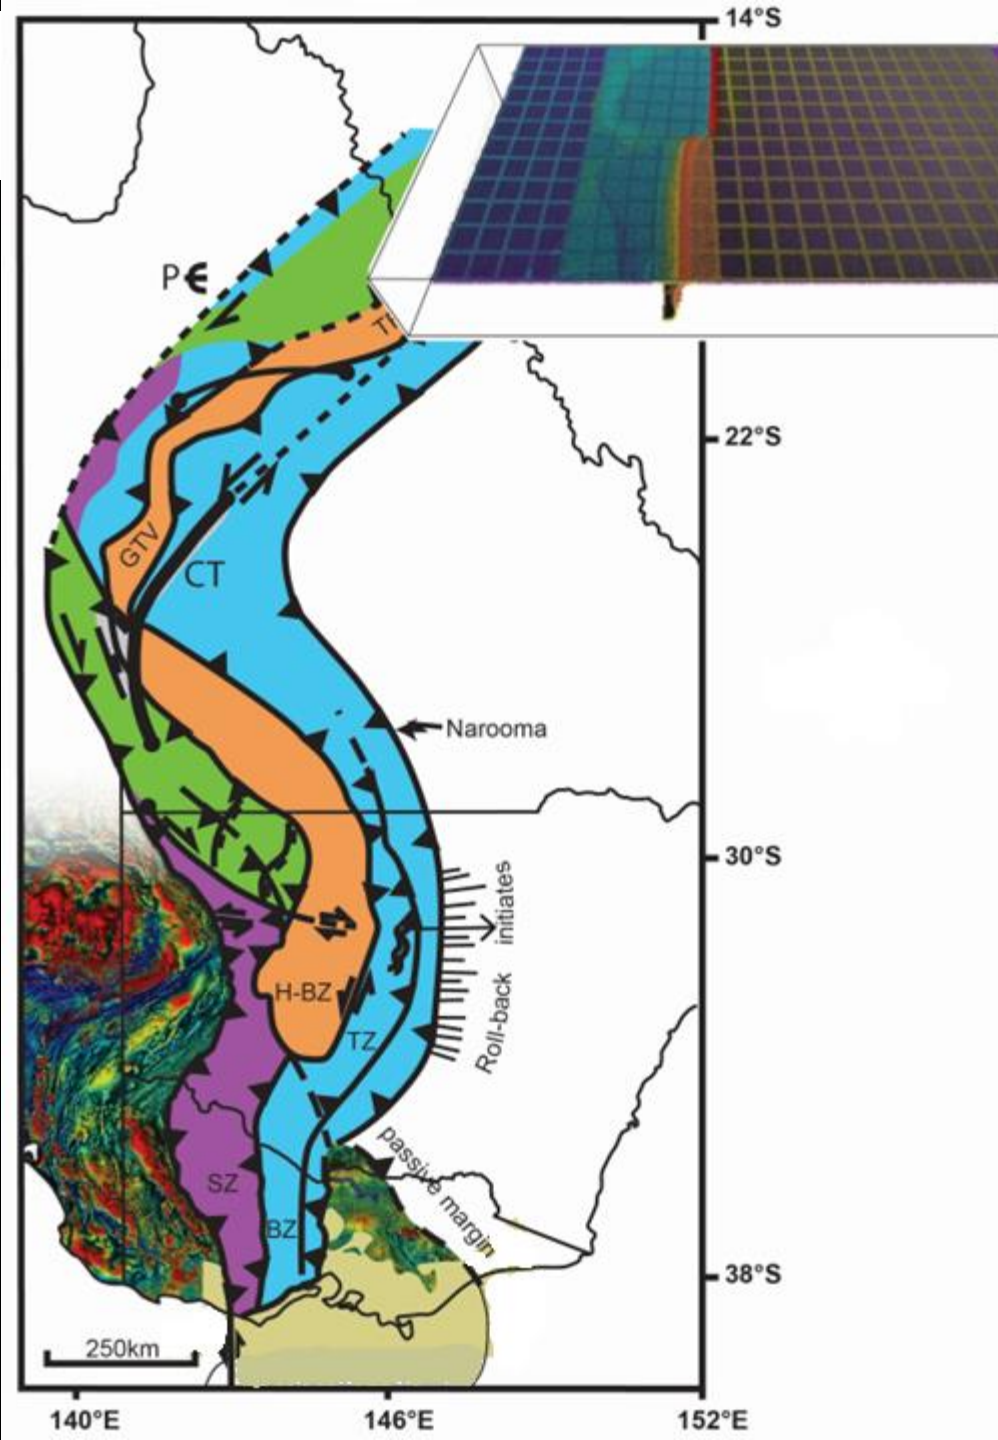 14°S
P€
T
22°S
GTV
CT
Narooma
30°S
initiates
Roll-back
H-BZ
TZ
passive margin
SZ
BZ
38°S
250km
140°E
146°E
152°E